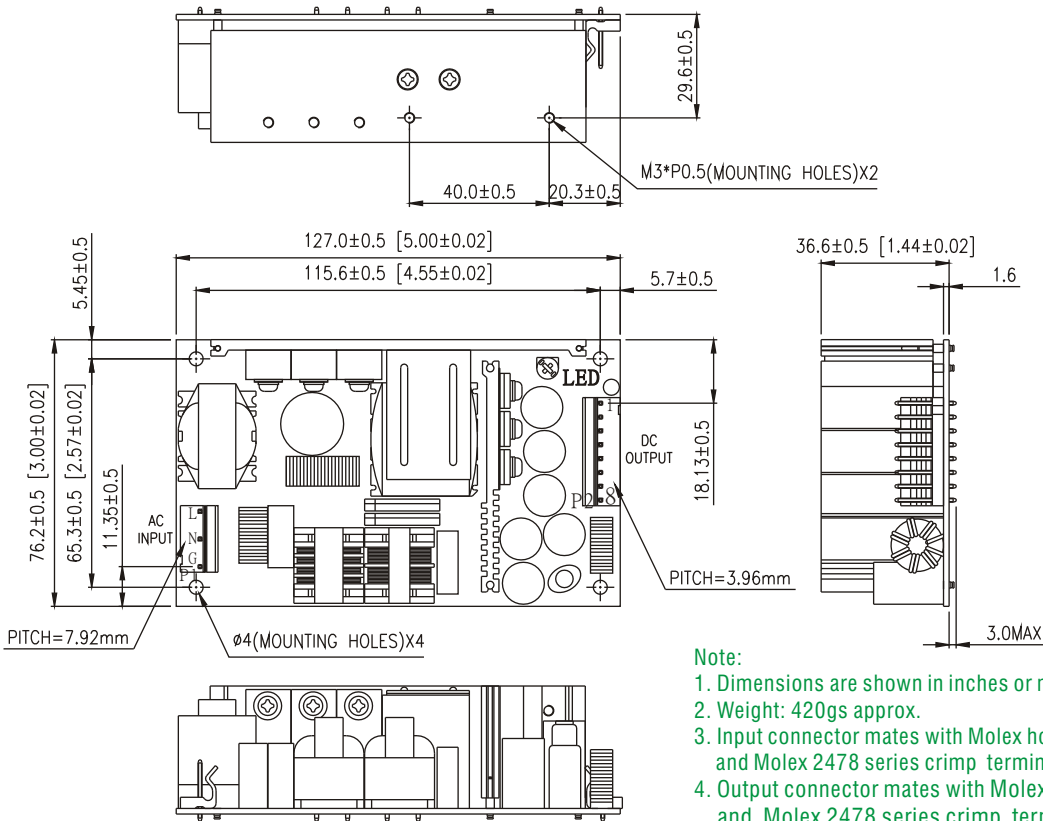 29.6±0.5
M3*P0.5(MOUNTING HOLES)X2
40.0±0.5
20.3±0.5
127.0±0.5 [5.00±0.02]
115.6±0.5 [4.55±0.02]
5.7±0.5
5.45±0.5
36.6±0.5 [1.44±0.02]
1.6
76.2±0.5 [3.00±0.02]
65.3±0.5 [2.57±0.02]
11.35±0.5
LED
1
DC
OUTPUT
18.13±0.5
P2 8
AC
INPUT
L
N
G
P1
PITCH=3.96mm
PITCH=7.92mm
ø4(MOUNTING HOLES)X4
3.0MAX
Note:
1. Dimensions are shown in inches or
2. Weight: 420gs approx.
3. Input connector mates with Molex
and Molex 2478 series crimp
4. Output connector mates with Molex
and Molex 2478 series crimp